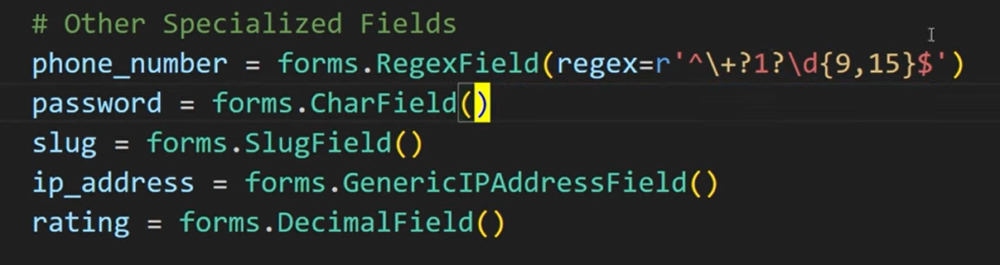 # Other Specialized Fields
phone_number = forms.RegexField(regex=r'^\+?1?\d{9,15}$')
password = forms.CharField()
slug = forms.SlugField()
ip_address = forms.GenericIPAddressField()
rating = forms.DecimalField()